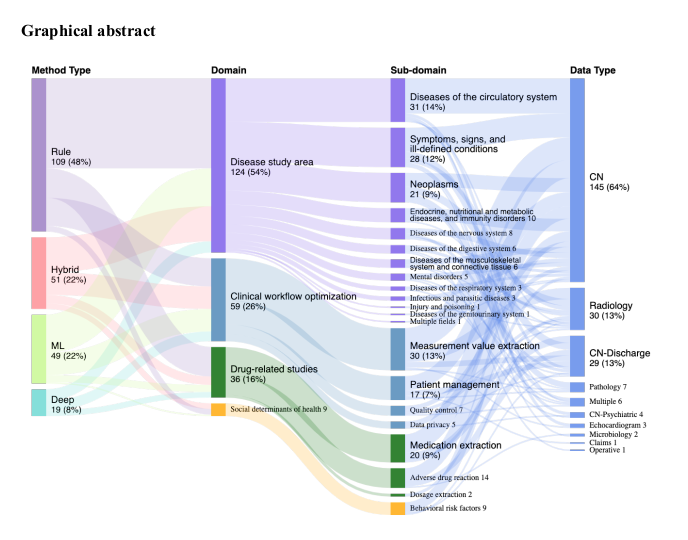 Graphical abstract
Method Type
Domain
Sub-domain
Data Type
Rule
109 (48%)
Hybrid
51 (22%)
ML
49 (22%)
Deep
19 (8%)
Disease study area
124 (54%)
Clinical workflow optimization
59 (26%)
Drug-related studies
36 (16%)
Social determinants of health 9
Diseases of the circulatory system
31 (14%)
Symptoms, signs, and
ill-defined conditions
28 (12%)
Neoplasms
21 (9%)
Endocrine, nutritional and metabolic
diseases, and immunity disorders 10
Diseases of the nervous system 8
Diseases of the digestive system 6
Diseases of the musculoskeletal
system and connective tissue 6
Mental disorders 5
Diseases of the respiratory system 3
Infectious and parasitic diseases 3
Injury and poisoning 1
Diseases of the genitourinary system 1
Multiple fields 1
Measurement value extraction
30 (13%)
Patient management
17 (7%)
Quality control 7
Data privacy 5
Medication extraction
20 (9%)
Adverse drug reaction 14
Dosage extraction 2
Behavioral risk factors 9
CN
145 (64%)
Radiology
30 (13%)
CN-Discharge
29 (13%)
Pathology 7
Multiple 6
CN-Psychiatric 4
Echocardiogram 3
Microbiology 2
Claims 1
Operative 1